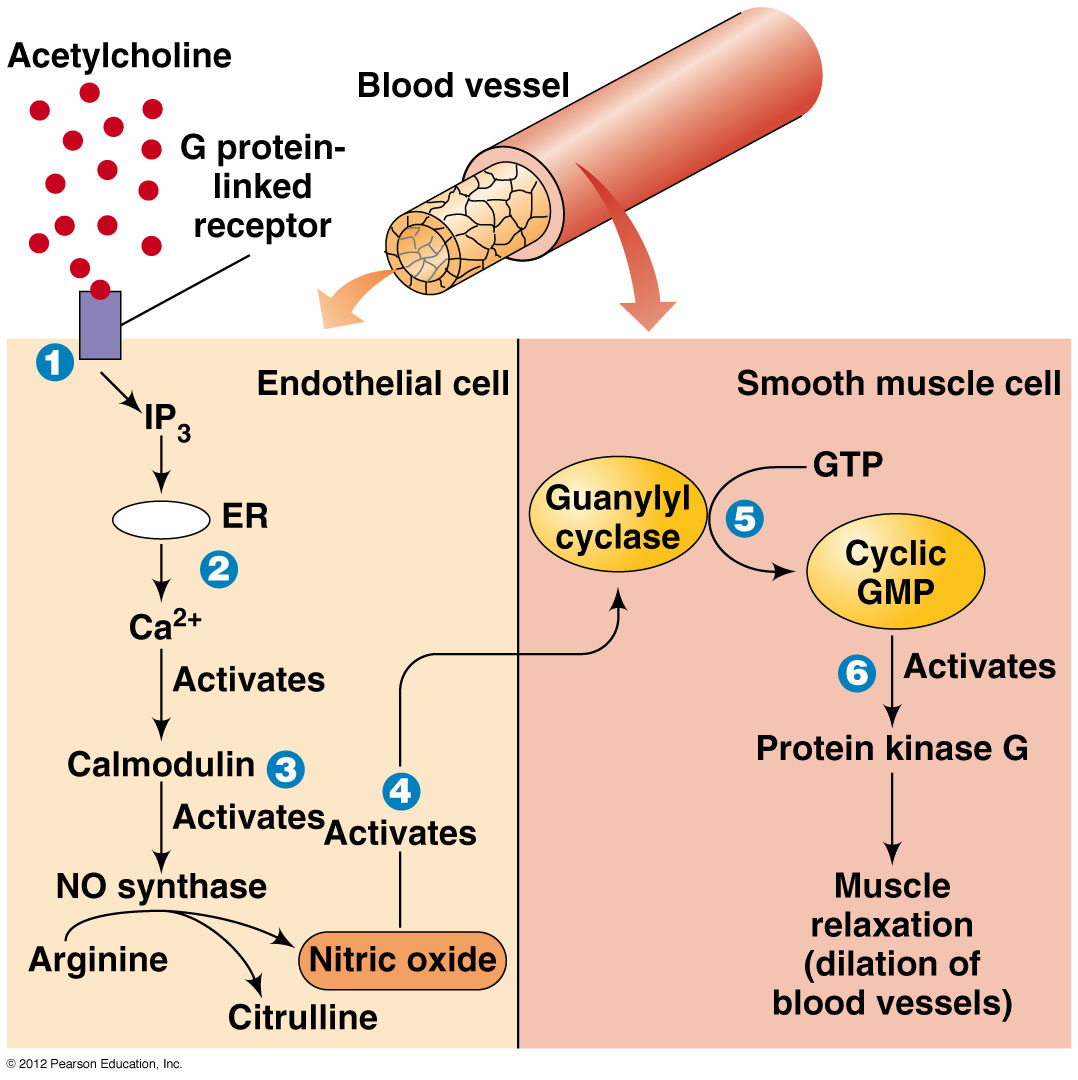 Acetylcholine
Blood vessel
G protein-
linked
receptor
1
Endothelial cell
IP3
ER
2
Ca2+
Activates
Calmodulin 3
Activates
NO synthase
Arginine
Citrulline
Nitric oxide
4
Activates
Smooth muscle cell
Guanylyl
cyclase
GTP
5
Cyclic
GMP
6 Activates
Protein kinase G
Muscle
relaxation
(dilation of
blood vessels)
© 2012 Pearson Education, Inc.